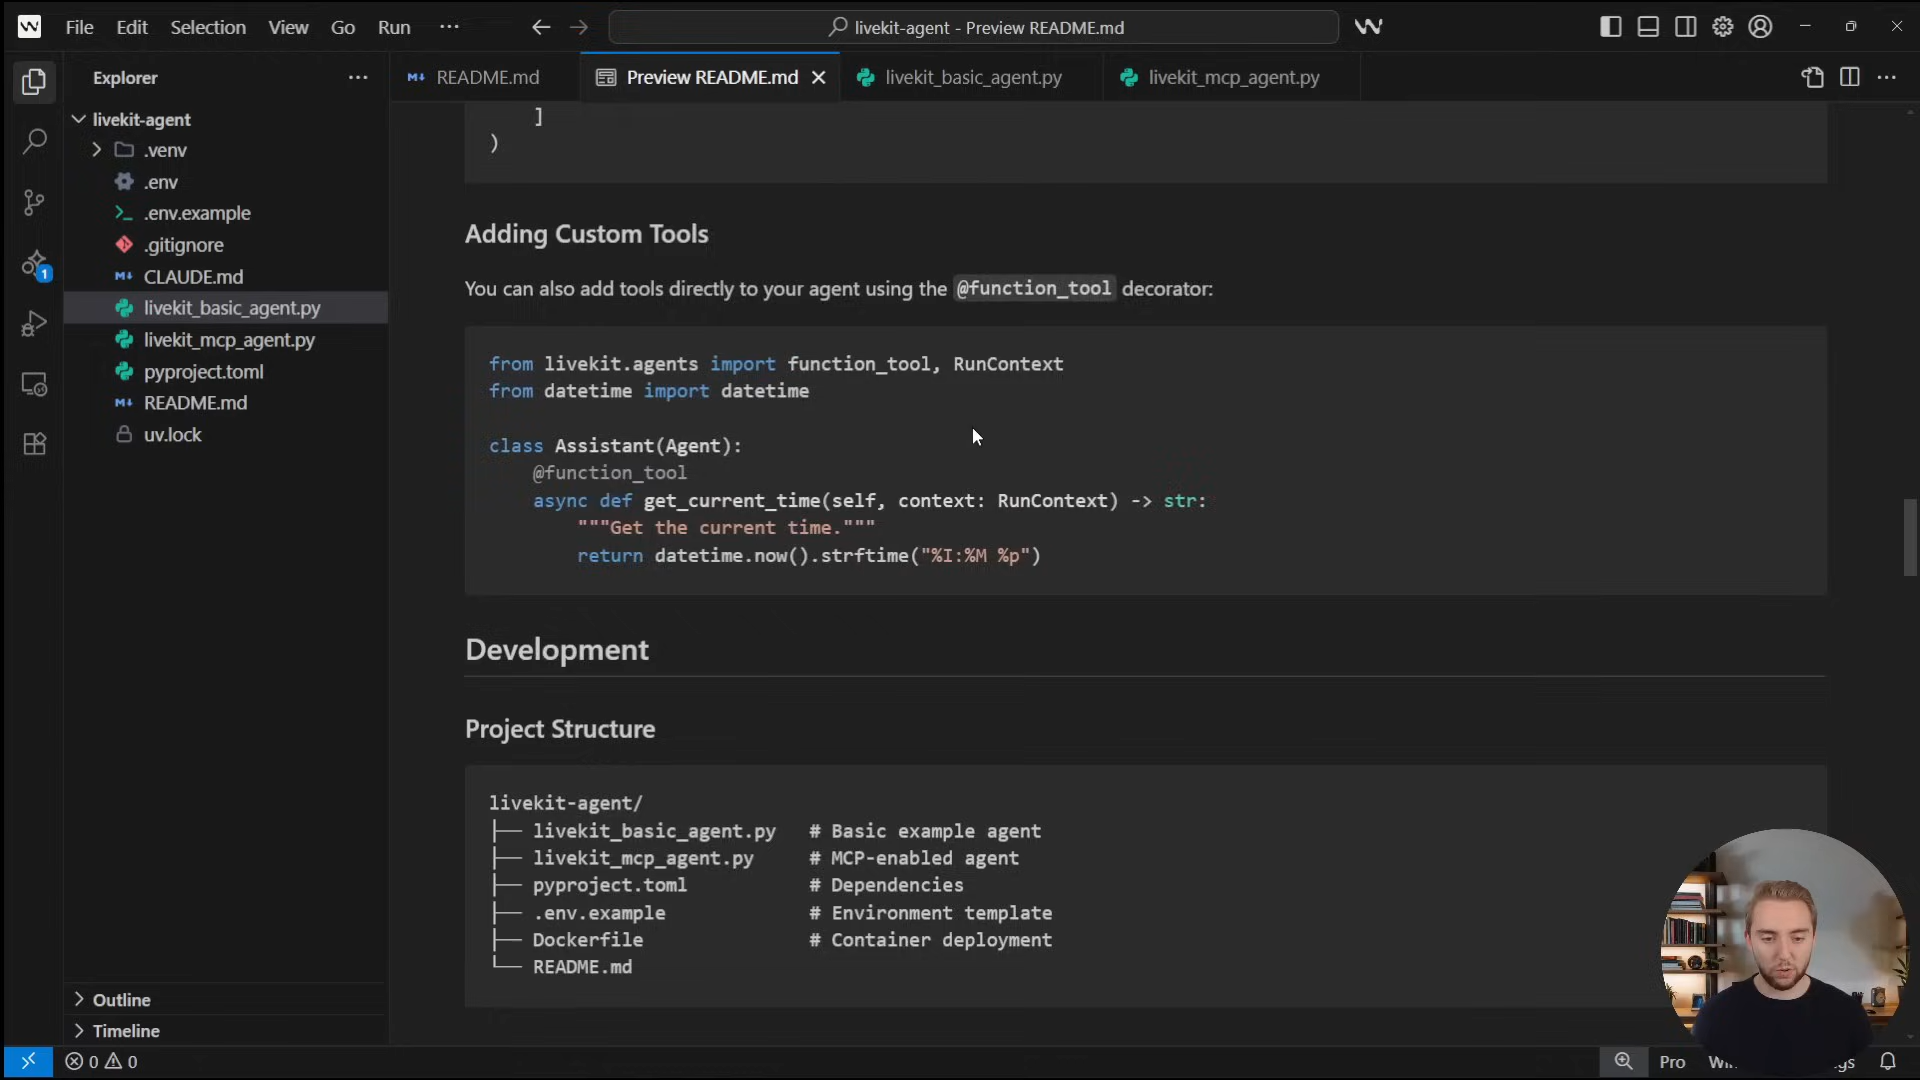 File Edit Selection View Go Run ··· livekit-agent - Preview README.md
Explorer
README.md
Preview README.md
livekit_basic_agent.py
livekit_mcp_agent.py
livekit-agent
.venv
.env
.env.example
.gitignore
CLAUDE.md
livekit_basic_agent.py
livekit_mcp_agent.py
pyproject.toml
README.md
uv.lock
1
Outline
Timeline
]
)
Adding Custom Tools
You can also add tools directly to your agent using the @function_tool decorator:
from livekit.agents import function_tool, RunContext
from datetime import datetime
class Assistant(Agent):
@function_tool
async def get_current_time(self, context: RunContext) -> str:
"""Get the current time."""
return datetime.now().strftime("%I:%M %p")
Development
Project Structure
livekit-agent/
├── livekit_basic_agent.py # Basic example agent
├── livekit_mcp_agent.py # MCP-enabled agent
├── pyproject.toml # Dependencies
├── .env.example # Environment template
├── Dockerfile # Container deployment
└── README.md
0 0
Pro